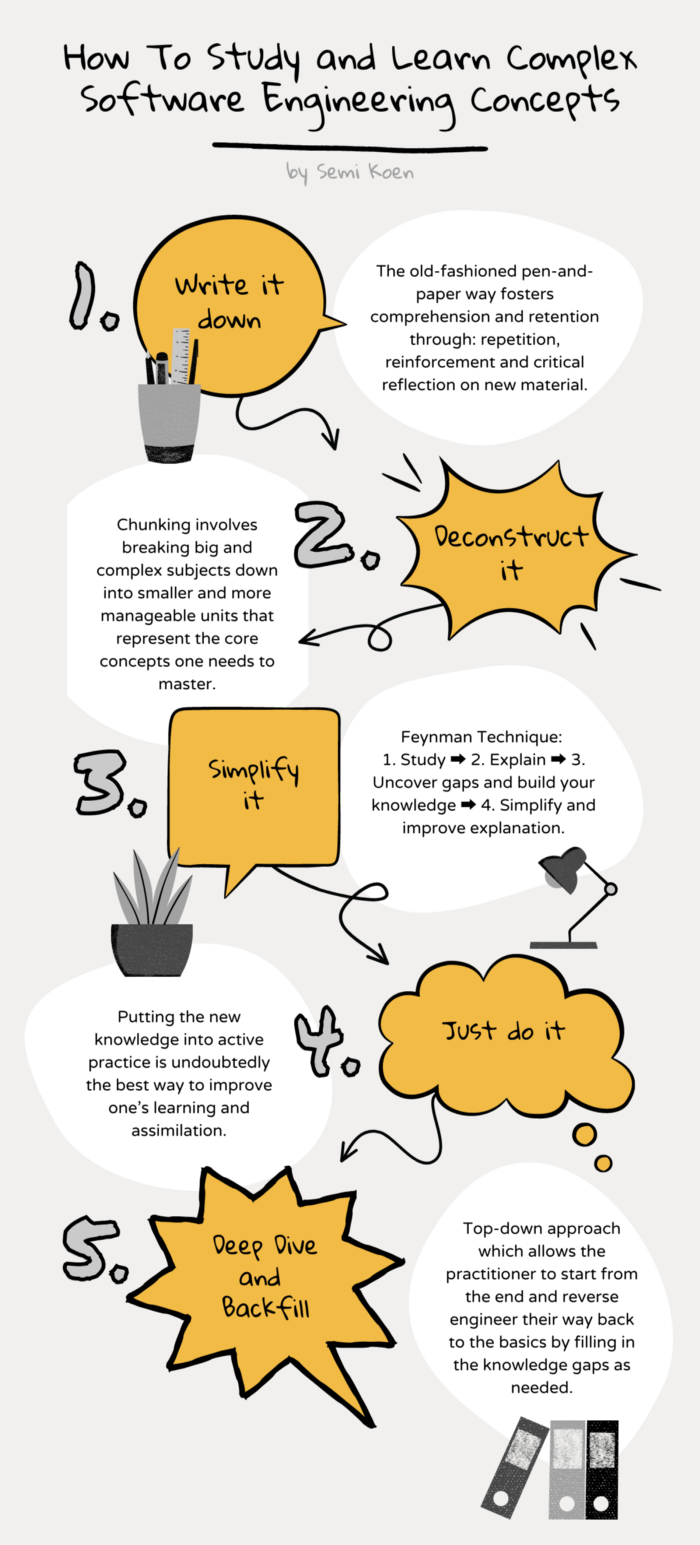 How To Study and Learn Complex
Software Engineering Concepts
by Semi Koen
1.
Write it
down
The old-fashioned pen-and-
paper way fosters
comprehension and retention
through: repetition,
reinforcement and critical
reflection on new material.
2.
Deconstruct
it
Chunking involves
breaking big and
complex subjects down
into smaller and more
manageable units that
represent the core
concepts one needs to
master.
3.
Simplify
it
Feynman Technique:
1. Study ➡ 2. Explain ➡ 3.
Uncover gaps and build your
knowledge ➡ 4. Simplify and
improve explanation.
4.
Just do it
Putting the new
knowledge into active
practice is undoubtedly
the best way to improve
one's learning and
assimilation.
5.
Deep Dive
and
Backfill
Top-down approach
which allows the
practitioner to start from
the end and reverse
engineer their way back
to the basics by filling in
the knowledge gaps as
needed.